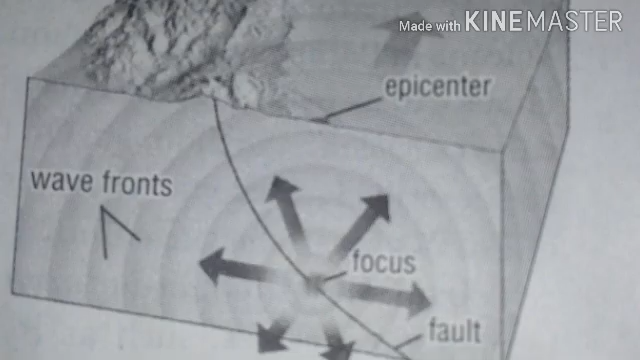 Made with KINEMASTER
epicenter
wave fronts
focus
fault